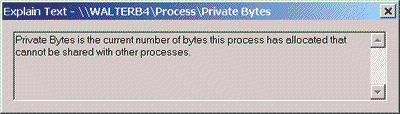 Explain Text - \\WALTERB4\Process\Private Bytes
Private Bytes is the current number of bytes this process has allocated that
cannot be shared with other processes.